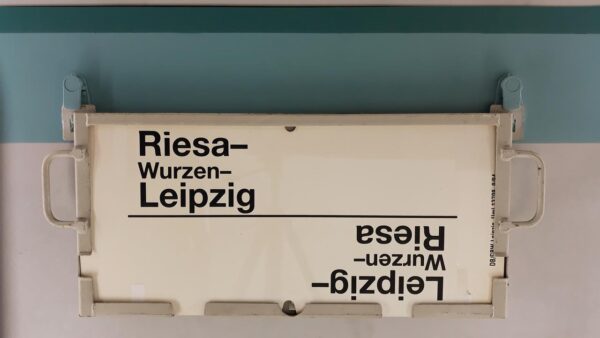 Riesa–
Wurzen–
Leipzig
Leipzig–
Wurzen–
Riesa